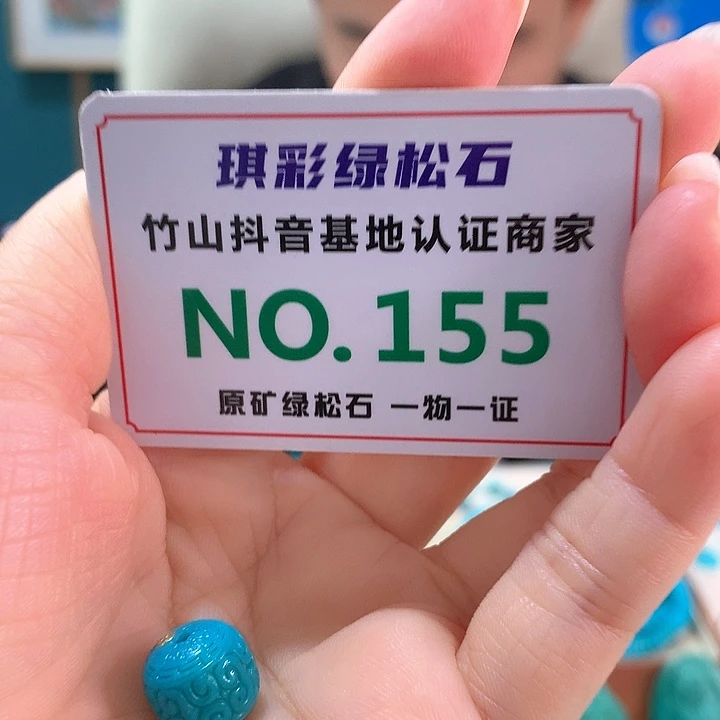 琪彩绿松石
竹山抖音基地认证商家
NO.155
原矿绿松石 一物一证